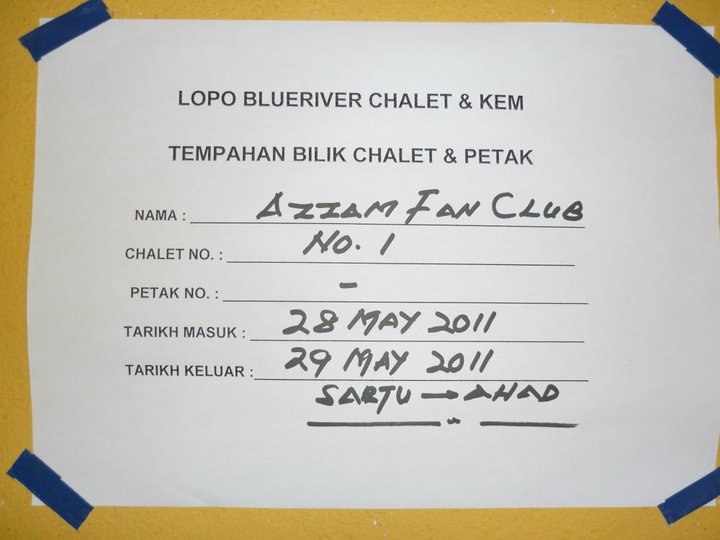 LOPO BLUERIVER CHALET & KEM
TEMPAHAN BILIK CHALET & PETAK
NAMA : AZZAM FAN CLUB
CHALET NO. : NO. 1
PETAK NO. : -
TARIKH MASUK : 28 MAY 2011
TARIKH KELUAR : 29 MAY 2011
SABTU → AHAD